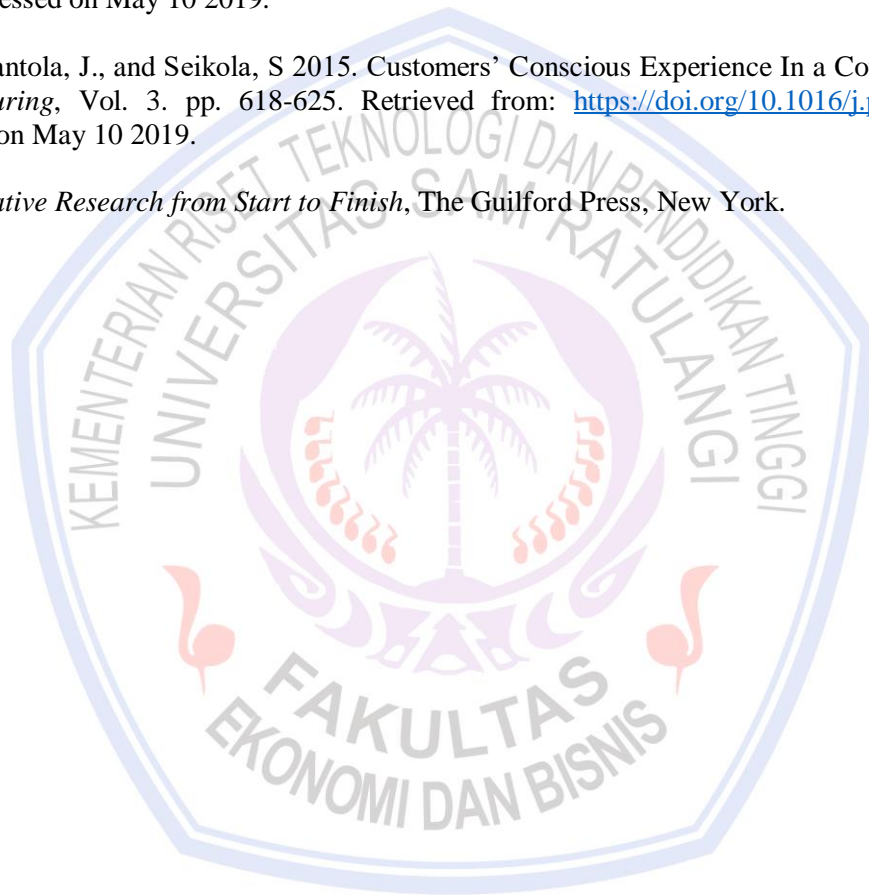 essed on May 10 2019.
antola, J., and Seikola, S 2015. Customers’ Conscious Experience In a Co
uring, Vol. 3. pp. 618-625. Retrieved from: https://doi.org/10.1016/j.p
on May 10 2019.
ative Research from Start to Finish, The Guilford Press, New York.
KEMENTERIAN RISET TEKNOLOGI DAN PENDIDIKAN TINGGI
UNIVERSITAS SAM RATULANGI
FAKULTAS
EKONOMI DAN BISNIS